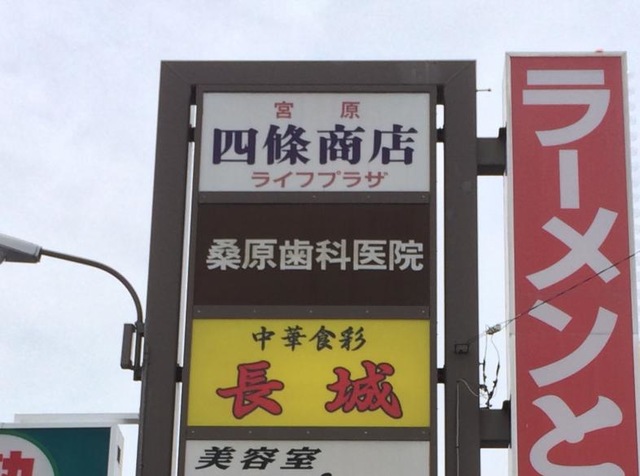 宮原
四條商店
ライフプラザ
桑原歯科医院
中華食彩
長城
美容室
ラーメンと